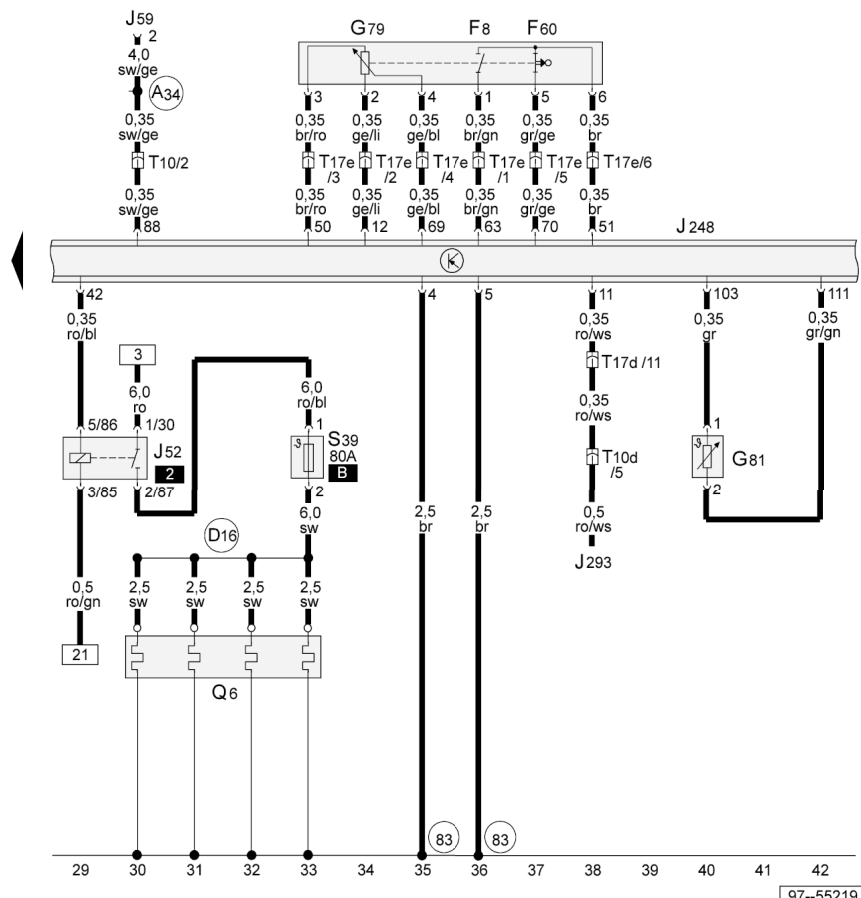 J59
2
4,0
sw/ge
A34
0,35
sw/ge
T10/2
0,35
sw/ge
88
G79 F8 F60
3 2 4 1 5 6
0,35 0,35 0,35 0,35 0,35 0,35
br/ro ge/li ge/bl br/gn gr/ge br
T17e/3 T17e/2 T17e/4 T17e/1 T17e/5 T17e/6
0,35 0,35 0,35 0,35 0,35 0,35
br/ro ge/li ge/bl br/gn gr/ge br
50 12 69 63 70 51
J248
42 4 5 11 103 111
0,35
ro/bl
3
6,0
ro
5/86 1/30
J52
2
3/85 2/87
0,5
ro/gn
21
6,0
ro/bl
1
S39
80A
B
2
6,0
sw
D16
2,5 2,5 2,5 2,5
sw sw sw sw
Q6
2,5 2,5
br br
83 83
0,35
ro/ws
T17d/11
0,35
ro/ws
T10d
/5
0,5
ro/ws
J293
0,35 0,35
gr gr/gn
1
G81
2
29 30 31 32 33 34 35 36 37 38 39 40 41 42
97--55219